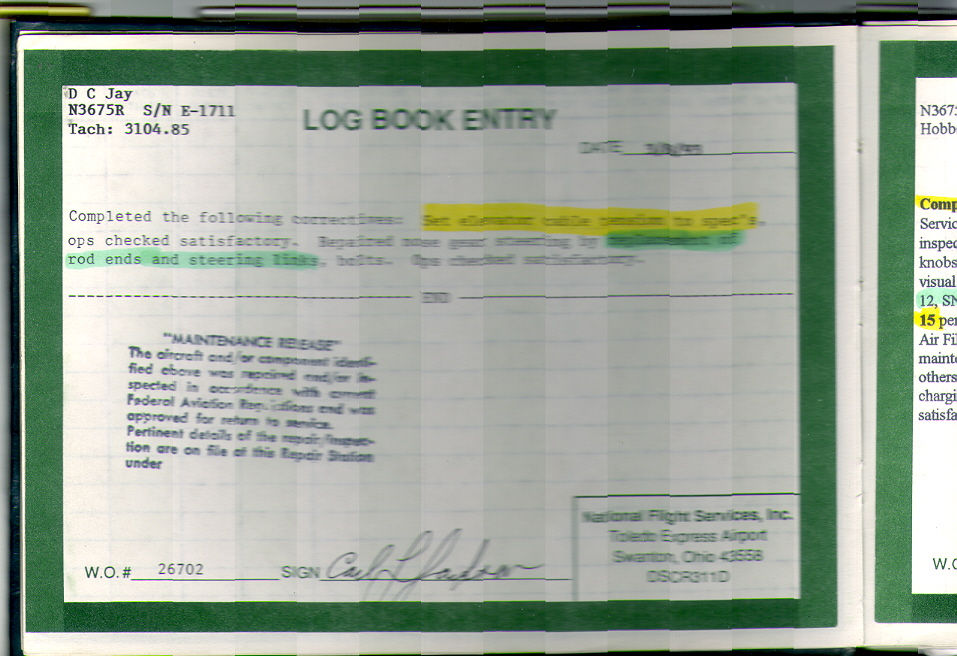 D C Jay
N3675R S/N E-1711
Tach: 3104.85
LOG BOOK ENTRY
DATE
Completed the following correctives: Set elevator cable tension to spec's,
ops checked satisfactory. Repaired nose gear steering by replacement of
rod ends and steering links, bolts. Ops checked satisfactory.
END
"MAINTENANCE RELEASE"
The aircraft and/or component identi-
fied above was repaired and/or in-
spected in accordance with current
Federal Aviation Regulations and was
approved for return to service.
Pertinent details of the repair/inspec-
tion are on file at this Repair Station
under
W.O.# 26702 SIGN
National Flight Services, Inc.
Toledo Express Airport
Swanton, Ohio 43558
DSCR311D
N367
Hobb
Comp
Servic
inspec
knobs
visual
12, SN
15 per
Air Fil
mainte
others
chargi
satisfa
W.O